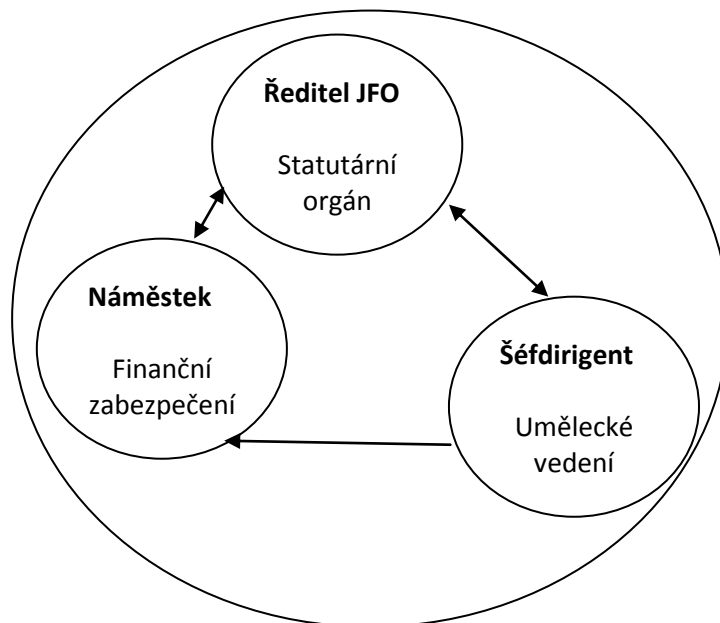 Ředitel JFO
Statutární
orgán
Náměstek
Finanční
zabezpečení
Šéfdirigent
Umělecké
vedení